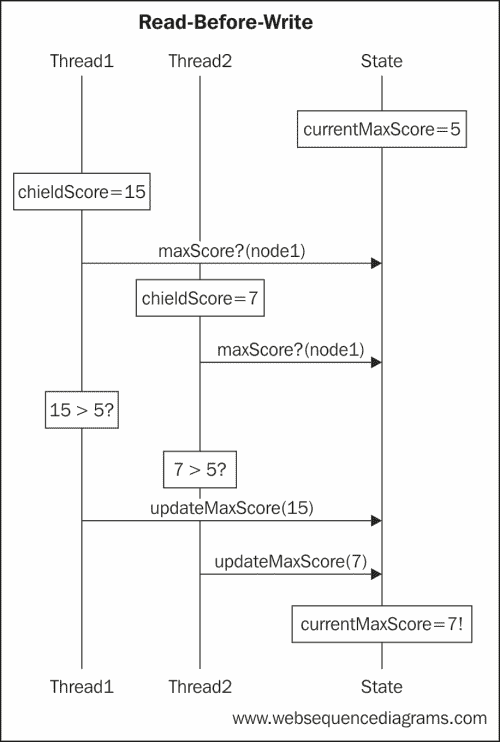 Read-Before-Write
Thread1 Thread2 State
currentMaxScore=5
chieldScore=15
maxScore?(node1)
chieldScore=7
maxScore?(node1)
15 > 5?
7 > 5?
updateMaxScore(15)
updateMaxScore(7)
currentMaxScore=7!
Thread1 Thread2 State
www.websequencediagrams.com